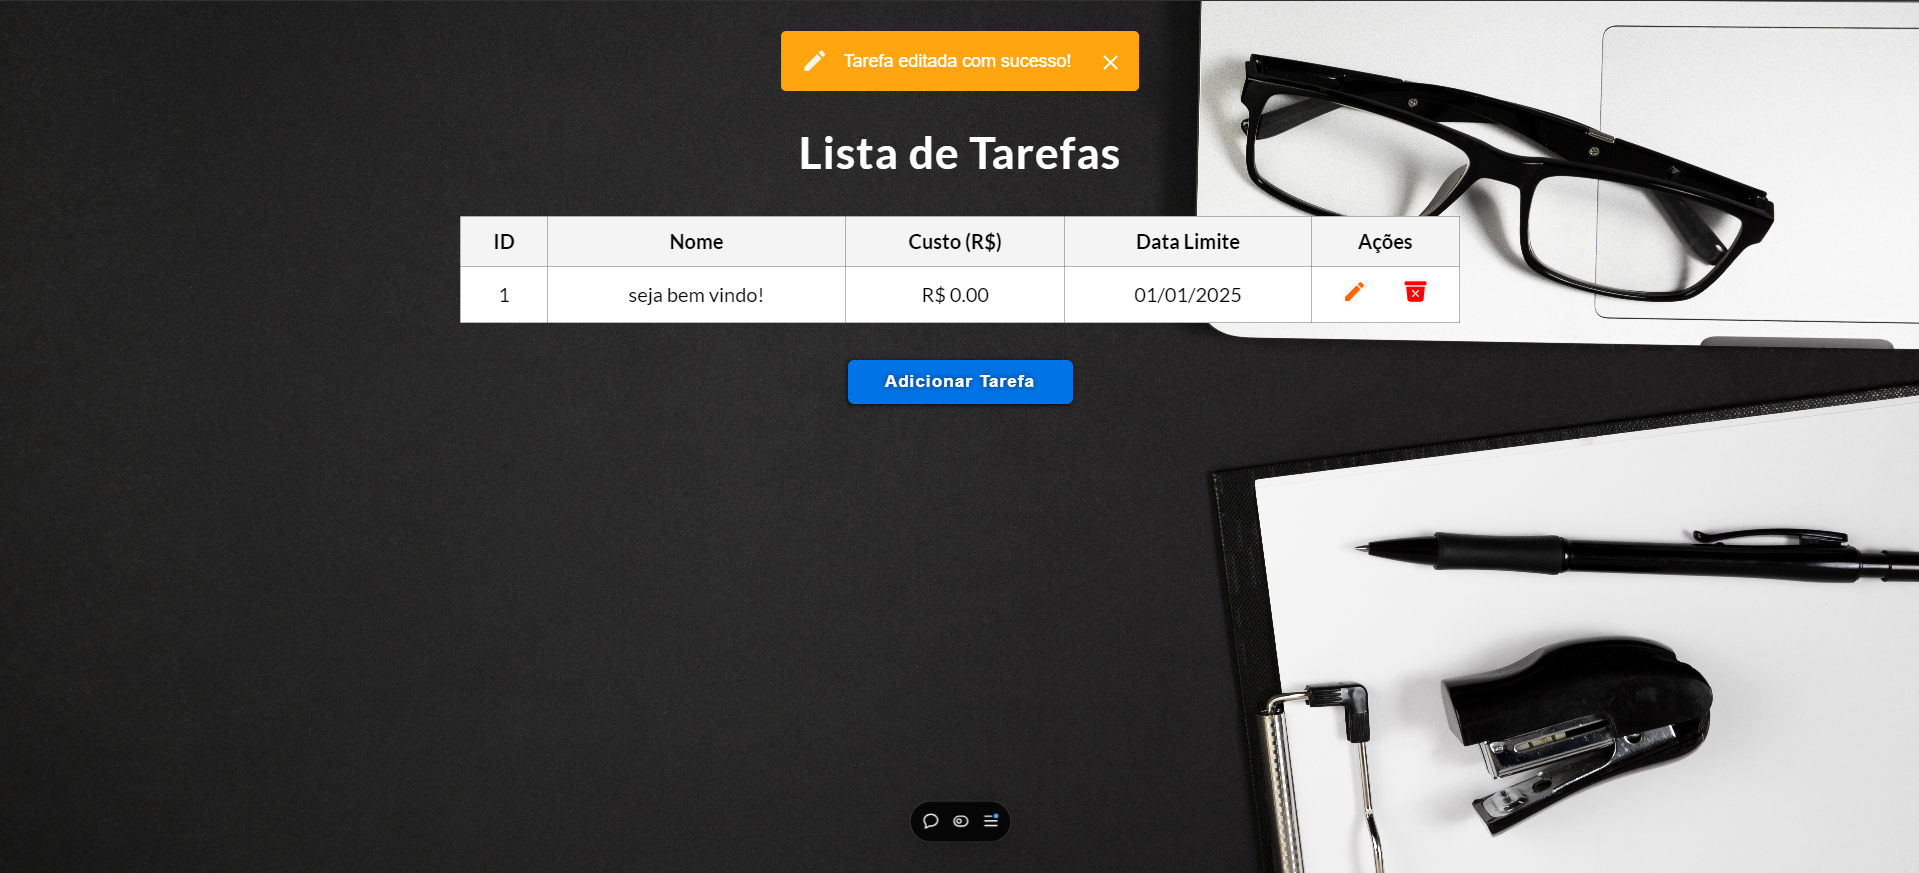 Tarefa editada com sucesso!
Lista de Tarefas
ID Nome Custo (R$) Data Limite Ações
1 seja bem vindo! R$ 0.00 01/01/2025
Adicionar Tarefa